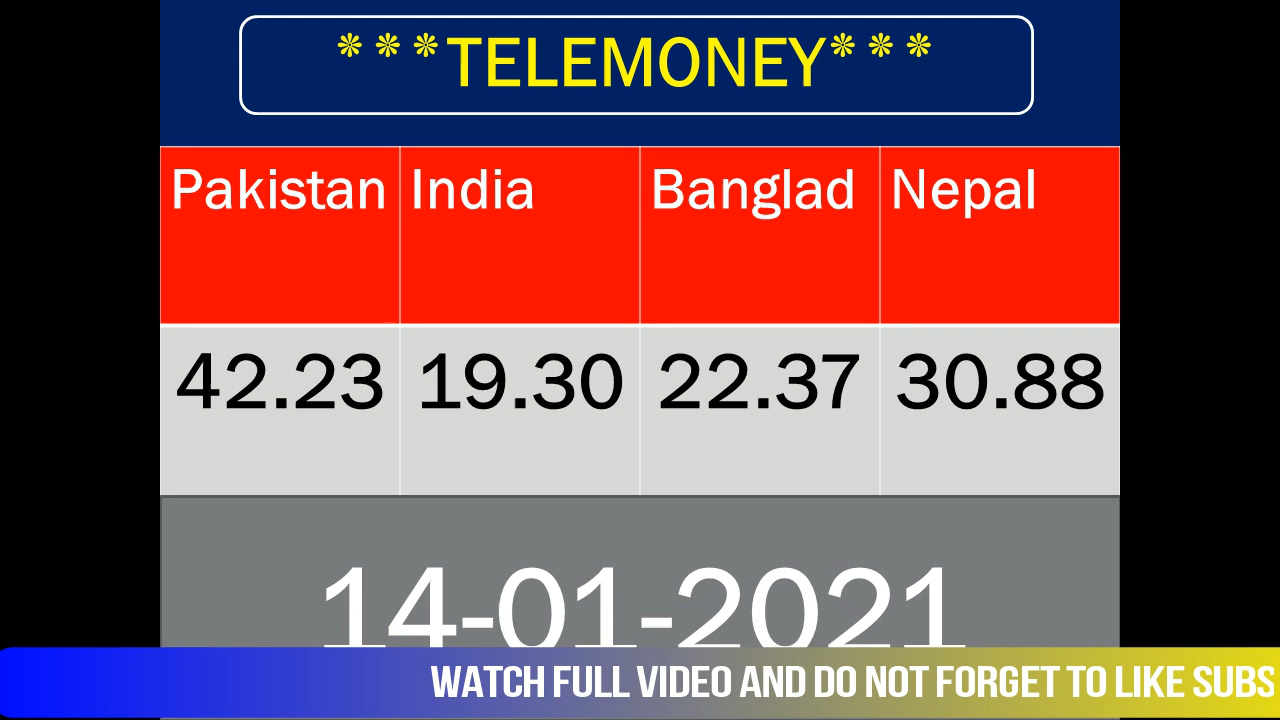 ***TELEMONEY***
Pakistan India Banglad Nepal
42.23 19.30 22.37 30.88
14-01-2021
WATCH FULL VIDEO AND DO NOT FORGET TO LIKE SUBS